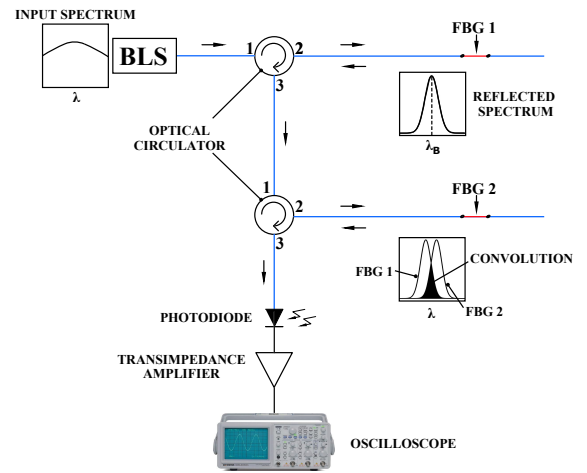 INPUT SPECTRUM
BLS
λ
1
2
3
FBG 1
REFLECTED
SPECTRUM
λB
OPTICAL
CIRCULATOR
1
2
3
FBG 2
FBG 1
CONVOLUTION
FBG 2
λ
PHOTODIODE
TRANSIMPEDANCE
AMPLIFIER
OSCILLOSCOPE